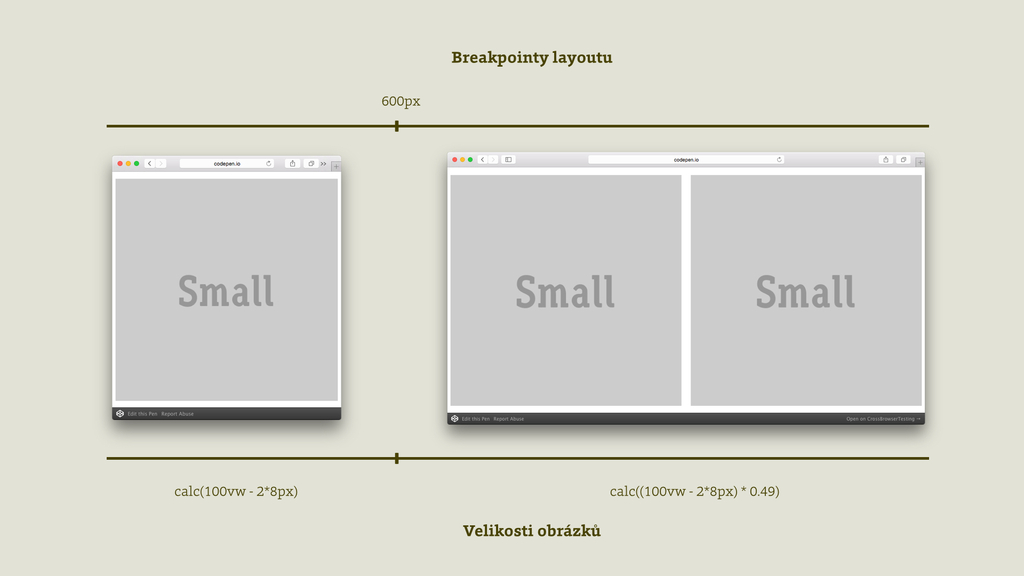 Breakpointy layoutu
600px
codepen.io
codepen.io
Small
Small
Small
Edit this Pen Report Abuse
Edit this Pen Report Abuse
Open on CrossBrowserTesting →
calc(100vw - 2*8px)
calc((100vw - 2*8px) * 0.49)
Velikosti obrázků